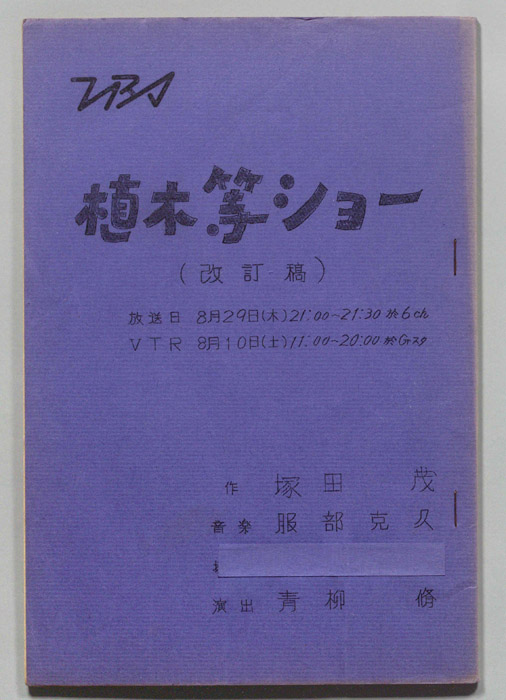 TBS
植木等ショー
(改訂稿)
放送日 8月29日(木)21:00~21:30 於6ch
VTR 8月10日(土)11:00~20:00 於Gスタ
作 塚田 茂
音楽 服部克久
演出 青柳 脩